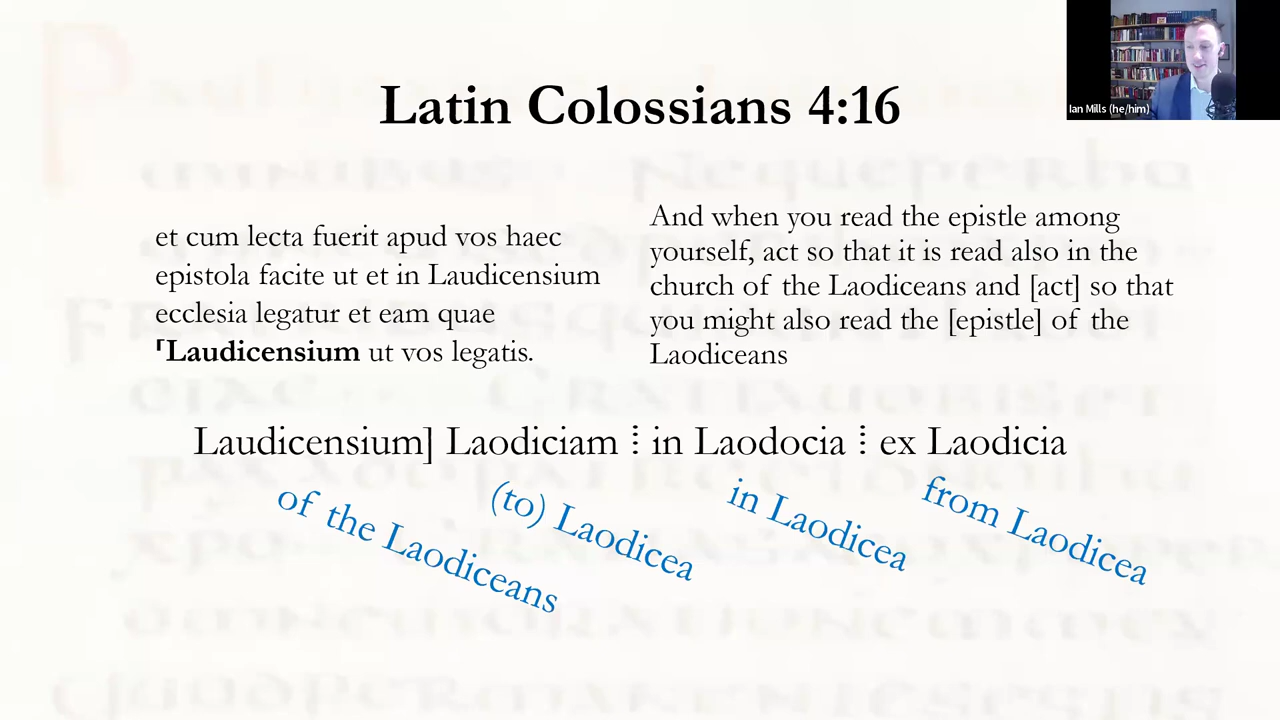 Latin Colossians 4:16
Ian Mills (he/him)
et cum lecta fuerit apud vos haec
epistola facite ut et in Laudicensium
ecclesia legatur et eam quae
⸢Laudicensium ut vos legatis.
And when you read the epistle among
yourself, act so that it is read also in the
church of the Laodiceans and [act] so that
you might also read the [epistle] of the
Laodiceans
Laudicensium] Laodiciam ⁞ in Laodocia ⁞ ex Laodicia
of the Laodiceans
(to) Laodicea
in Laodicea
from Laodicea